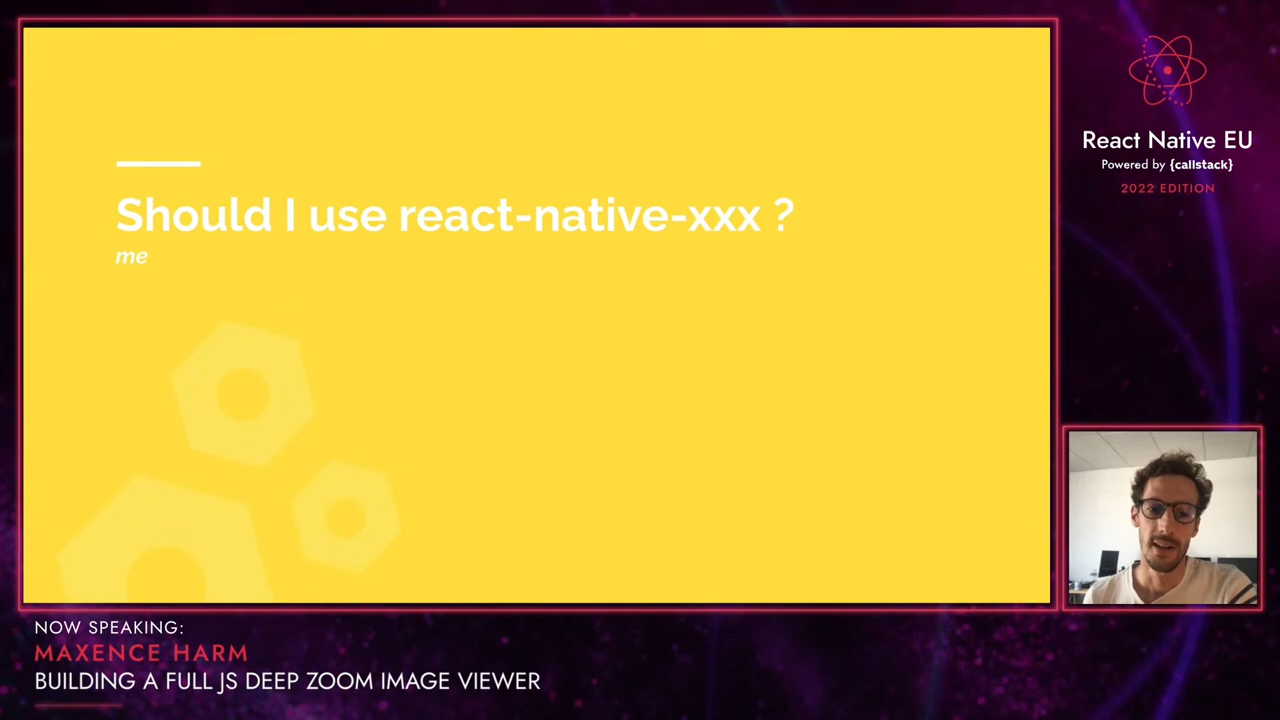 Should I use react-native-xxx ?
me
React Native EU
Powered by {callstack}
2022 EDITION
NOW SPEAKING:
MAXENCE HARM
BUILDING A FULL JS DEEP ZOOM IMAGE VIEWER